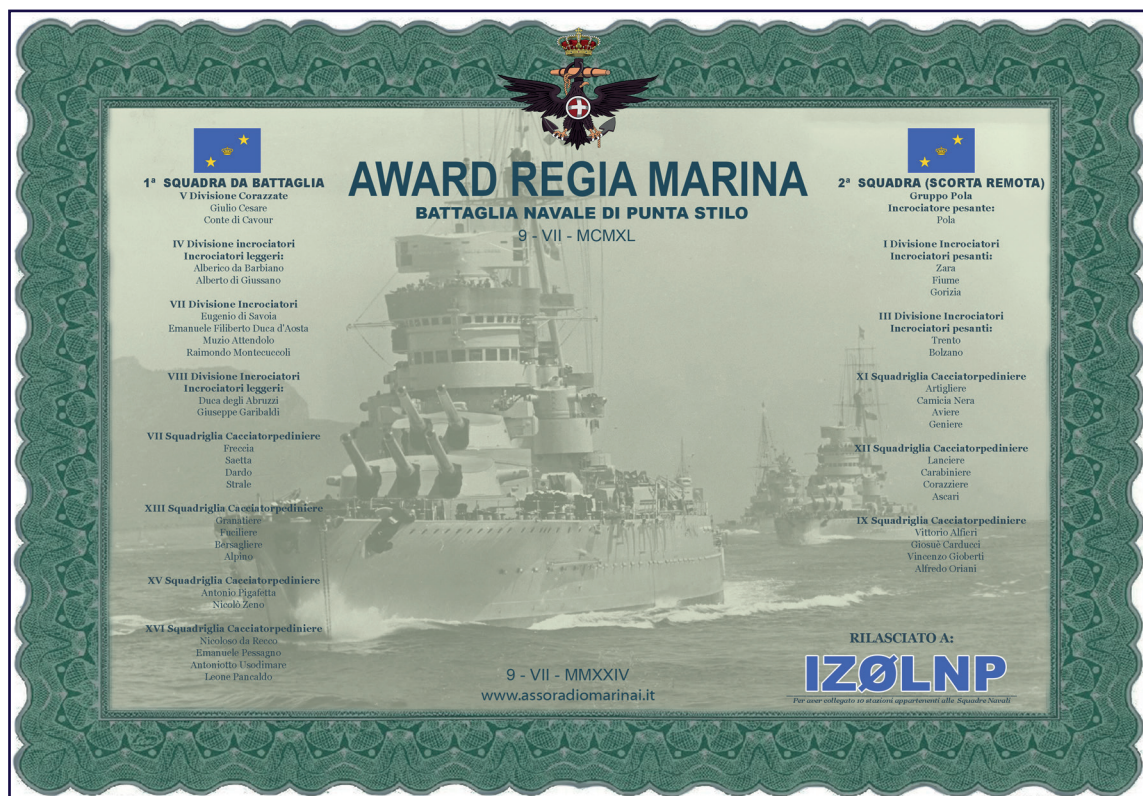 AWARD REGIA MARINA
BATTAGLIA NAVALE DI PUNTA STILO
9 - VII - MCMXL
1ª SQUADRA DA BATTAGLIA
V Divisione Corazzate
Giulio Cesare
Conte di Cavour
IV Divisione incrociatori
Incrociatori leggeri:
Alberico da Barbiano
Alberto di Giussano
VII Divisione Incrociatori
Eugenio di Savoia
Emanuele Filiberto Duca d'Aosta
Muzio Attendolo
Raimondo Montecuccoli
VIII Divisione Incrociatori
Incrociatori leggeri:
Duca degli Abruzzi
Giuseppe Garibaldi
VII Squadriglia Cacciatorpediniere
Freccia
Saetta
Dardo
Strale
XIII Squadriglia Cacciatorpediniere
Granatiere
Fuciliere
Bersagliere
Alpino
XV Squadriglia Cacciatorpediniere
Antonio Pigafetta
Nicolò Zeno
XVI Squadriglia Cacciatorpediniere
Nicoloso da Recco
Emanuele Pessagno
Antoniotto Usodimare
Leone Pancaldo
2ª SQUADRA (SCORTA REMOTA)
Gruppo Pola
Incrociatore pesante:
Pola
I Divisione Incrociatori
Incrociatori pesanti:
Zara
Fiume
Gorizia
III Divisione Incrociatori
Incrociatori pesanti:
Trento
Bolzano
XI Squadriglia Cacciatorpediniere
Artigliere
Camicia Nera
Aviere
Geniere
XII Squadriglia Cacciatorpediniere
Lanciere
Carabiniere
Corazziere
Ascari
IX Squadriglia Cacciatorpediniere
Vittorio Alfieri
Giosuè Carducci
Vincenzo Gioberti
Alfredo Oriani
9 - VII - MMXXIV
www.assoradiomarinai.it
RILASCIATO A:
IZØLNP
Per aver collegato 10 stazioni appartenenti alle Squadre Navali